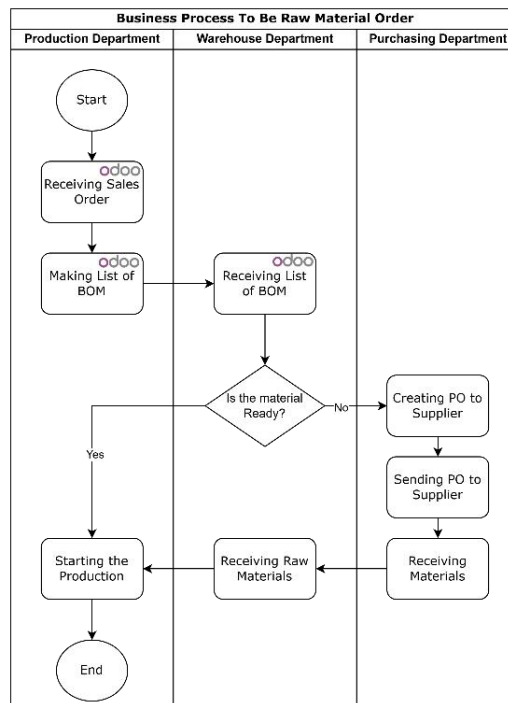 Business Process To Be Raw Material Order
Production Department
Warehouse Department
Purchasing Department
Start
odoo
Receiving Sales
Order
odoo
Making List of
BOM
odoo
Receiving List
of BOM
Is the material
Ready?
No
Creating PO to
Supplier
Yes
Sending PO to
Supplier
Starting the
Production
Receiving Raw
Materials
Receiving
Materials
End